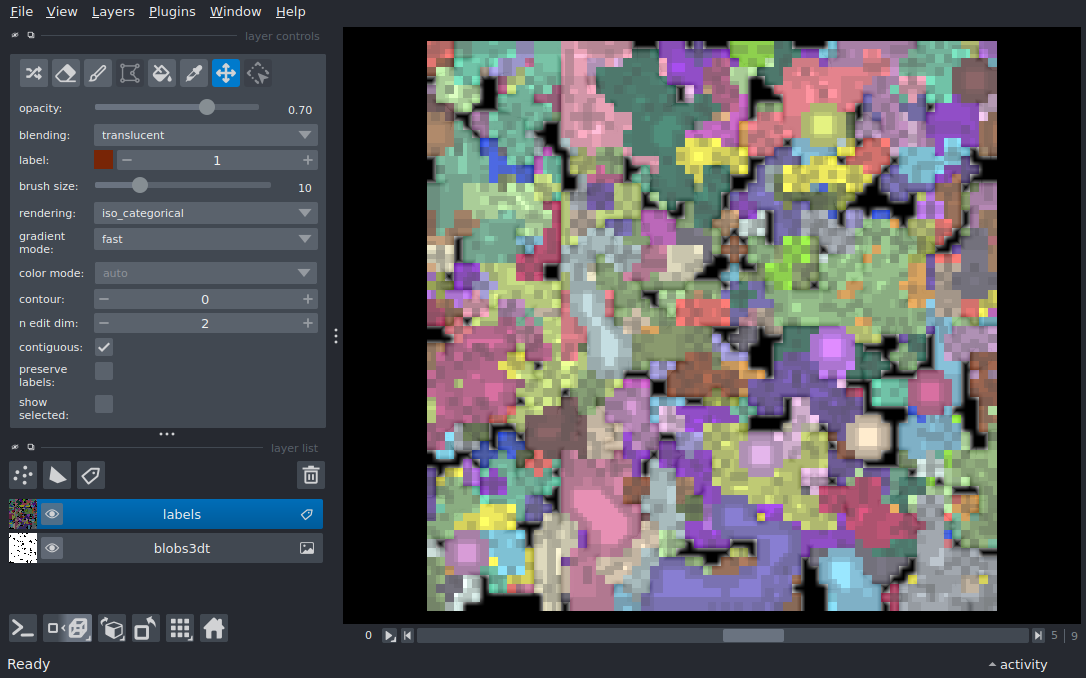 File View Layers Plugins Window Help
layer controls
opacity: 0.70
blending: translucent
label: 1
brush size: 10
rendering: iso_categorical
gradient
mode: fast
color mode: auto
contour: 0
n edit dim: 2
contiguous:
preserve
labels:
show
selected:
layer list
labels
blobs3dt
0 5 9
Ready activity